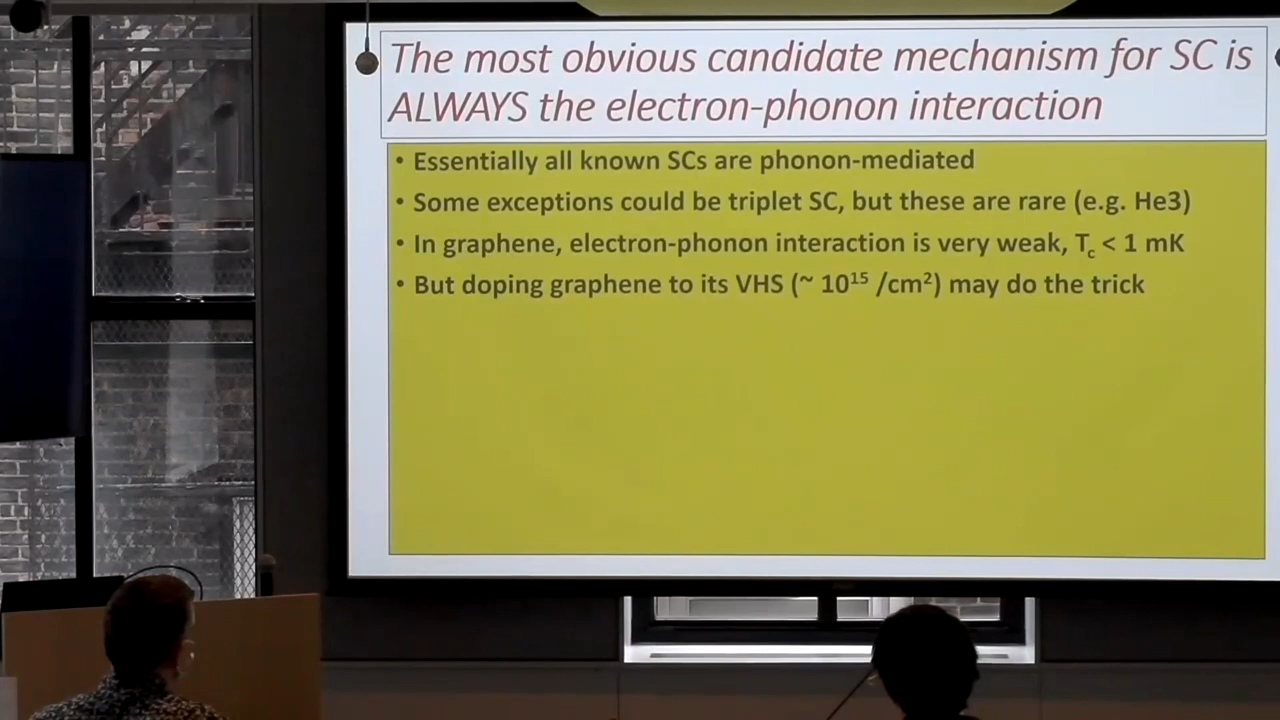 The most obvious candidate mechanism for SC is
ALWAYS the electron-phonon interaction
• Essentially all known SCs are phonon-mediated
• Some exceptions could be triplet SC, but these are rare (e.g. He3)
• In graphene, electron-phonon interaction is very weak, T_c < 1 mK
• But doping graphene to its VHS (~ 10¹⁵ /cm²) may do the trick